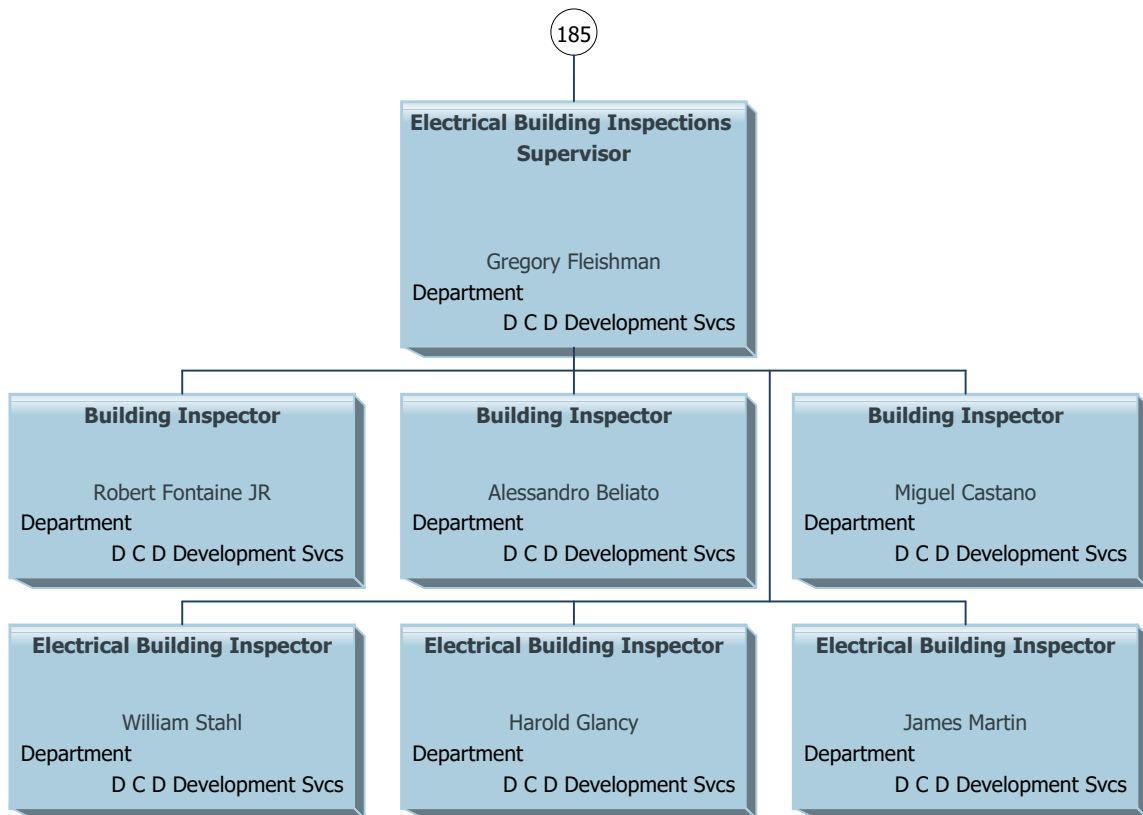 185
Electrical Building Inspections
Supervisor
Gregory Fleishman
Department
D C D Development Svcs
Building Inspector
Robert Fontaine JR
Department
D C D Development Svcs
Building Inspector
Alessandro Beliato
Department
D C D Development Svcs
Building Inspector
Miguel Castano
Department
D C D Development Svcs
Electrical Building Inspector
William Stahl
Department
D C D Development Svcs
Electrical Building Inspector
Harold Glancy
Department
D C D Development Svcs
Electrical Building Inspector
James Martin
Department
D C D Development Svcs